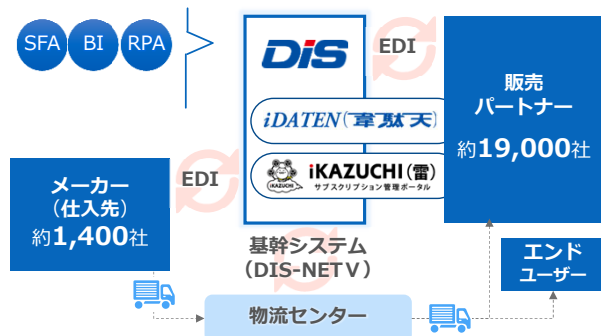 SFA
BI
RPA
DiS
EDI
iDATEN(韋駄天)
iKAZUCHI(雷)
サブスクリプション管理ポータル
iKAZUCHI
販売
パートナー
約19,000社
メーカー
（仕入先）
約1,400社
EDI
基幹システム
（DIS-NETⅤ）
エンド
ユーザー
物流センター